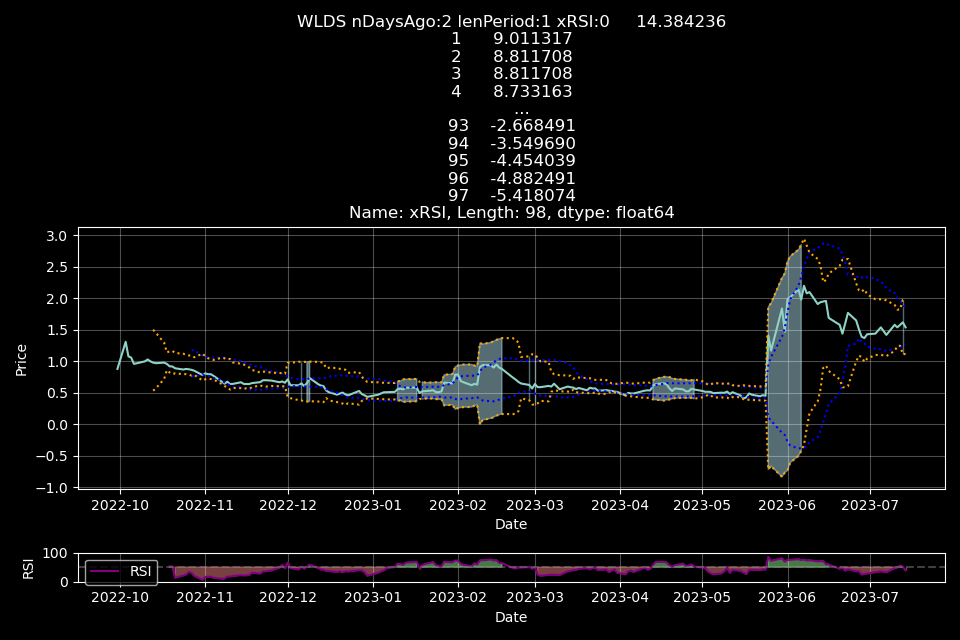 WLDS nDaysAgo:2 lenPeriod:1 xRSI:0 14.384236
1 9.011317
2 8.811708
3 8.811708
4 8.733163
...
93 -2.668491
94 -3.549690
95 -4.454039
96 -4.882491
97 -5.418074
Name: xRSI, Length: 98, dtype: float64
3.0
2.5
2.0
1.5
1.0
0.5
0.0
−0.5
−1.0
Price
2022-10 2022-11 2022-12 2023-01 2023-02 2023-03 2023-04 2023-05 2023-06 2023-07
Date
100
0
RSI
RSI
2022-10 2022-11 2022-12 2023-01 2023-02 2023-03 2023-04 2023-05 2023-06 2023-07
Date